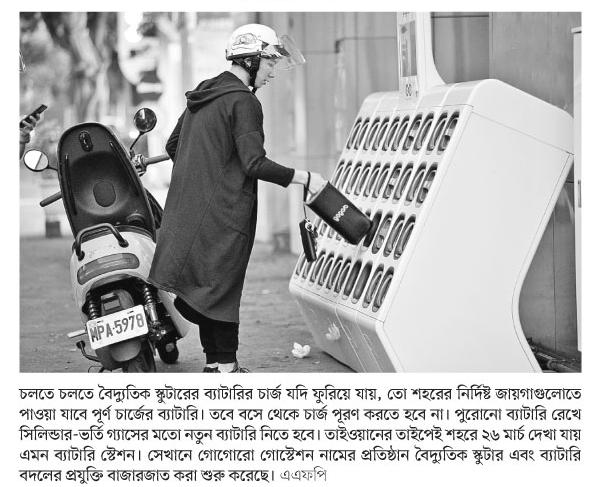 gogoro
MPA-5978
চলতে চলতে বৈদ্যুতিক স্কুটারের ব্যাটারির চার্জ যদি ফুরিয়ে যায়, তো শহরের নির্দিষ্ট জায়গাগুলোতে
পাওয়া যাবে পূর্ণ চার্জের ব্যাটারি। তবে বসে থেকে চার্জ পূরণ করতে হবে না। পুরোনো ব্যাটারি রেখে
সিলিন্ডার-ভর্তি গ্যাসের মতো নতুন ব্যাটারি নিতে হবে। তাইওয়ানের তাইপেই শহরে ২৬ মার্চ দেখা যায়
এমন ব্যাটারি স্টেশন। সেখানে গোগোরো গোস্টেশন নামের প্রতিষ্ঠান বৈদ্যুতিক স্কুটার এবং ব্যাটারি
বদলের প্রযুক্তি বাজারজাত করা শুরু করেছে। এএফপি